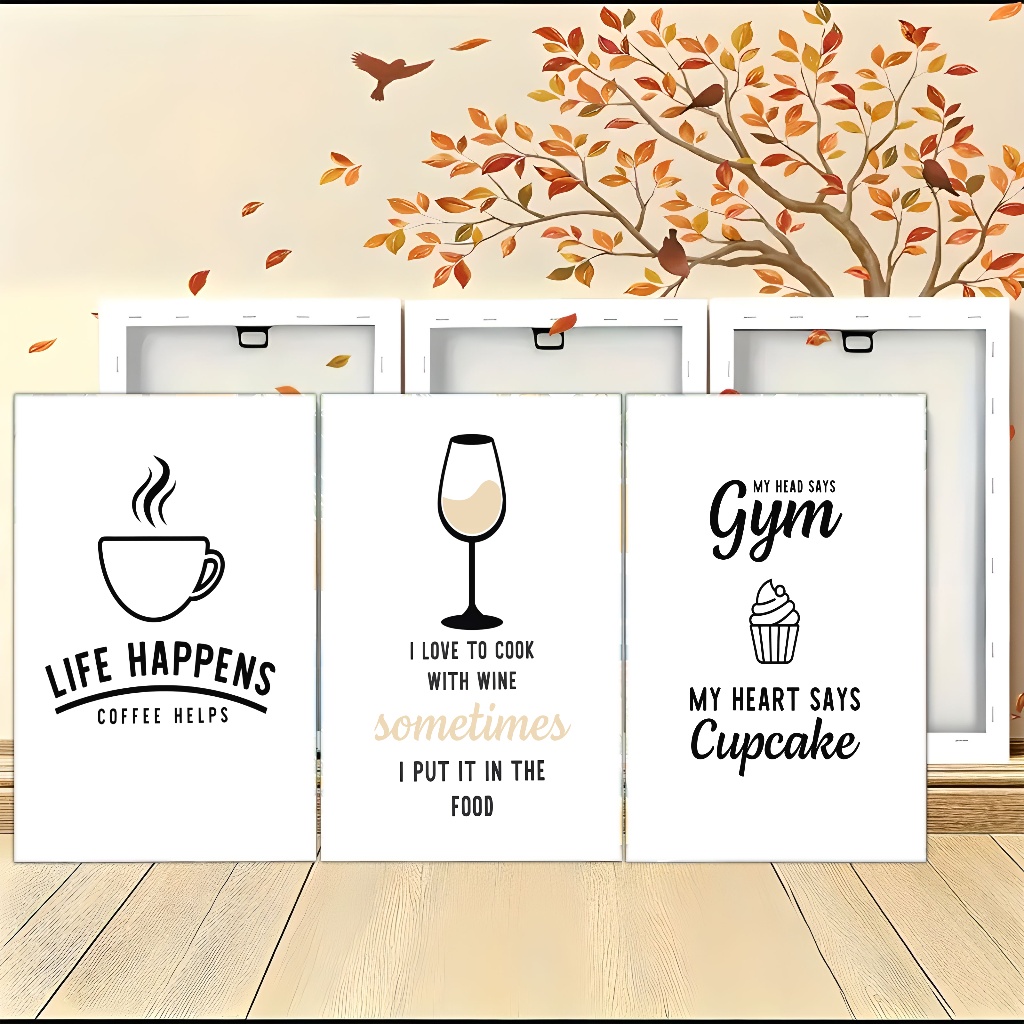 LIFE HAPPENS
COFFEE HELPS
I LOVE TO COOK
WITH WINE
sometimes
I PUT IT IN THE
FOOD
MY HEAD SAYS
Gym
MY HEART SAYS
Cupcake